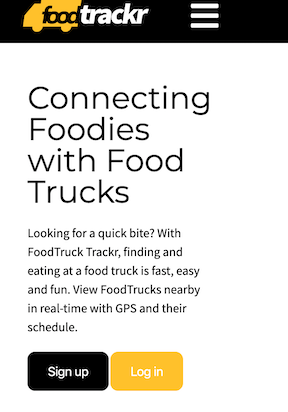 foodtrackr
Connecting
Foodies
with Food
Trucks
Looking for a quick bite? With
FoodTruck Trackr, finding and
eating at a food truck is fast, easy
and fun. View FoodTrucks nearby
in real-time with GPS and their
schedule.
Sign up Log in